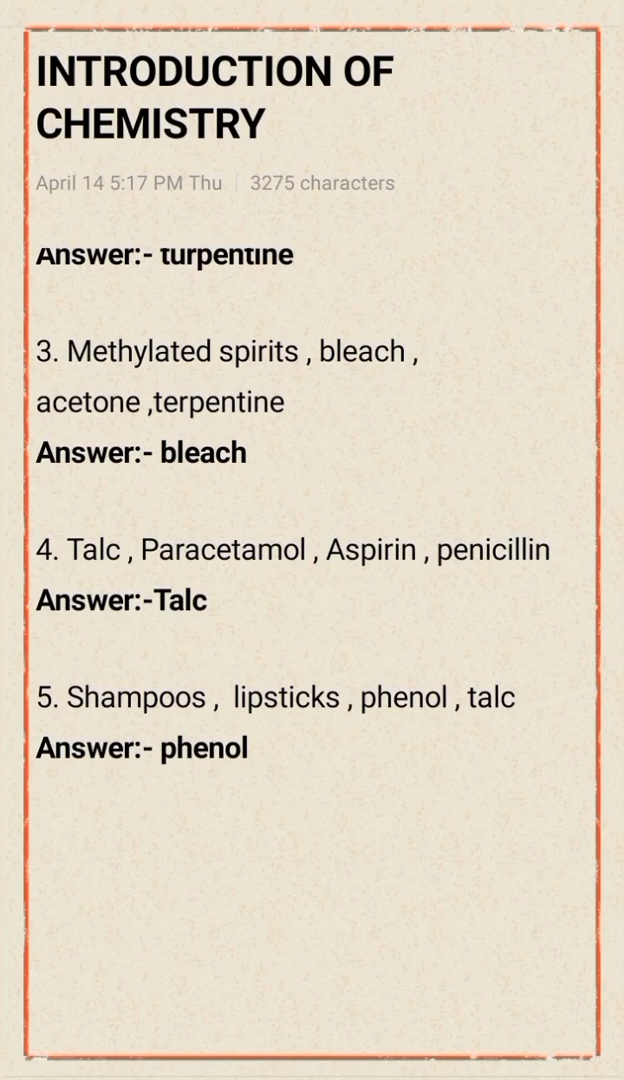 INTRODUCTION OF
CHEMISTRY
April 14 5:17 PM Thu | 3275 characters
Answer:- turpentine
3. Methylated spirits , bleach ,
acetone ,terpentine
Answer:- bleach
4. Talc , Paracetamol , Aspirin , penicillin
Answer:-Talc
5. Shampoos ,  lipsticks , phenol , talc
Answer:- phenol